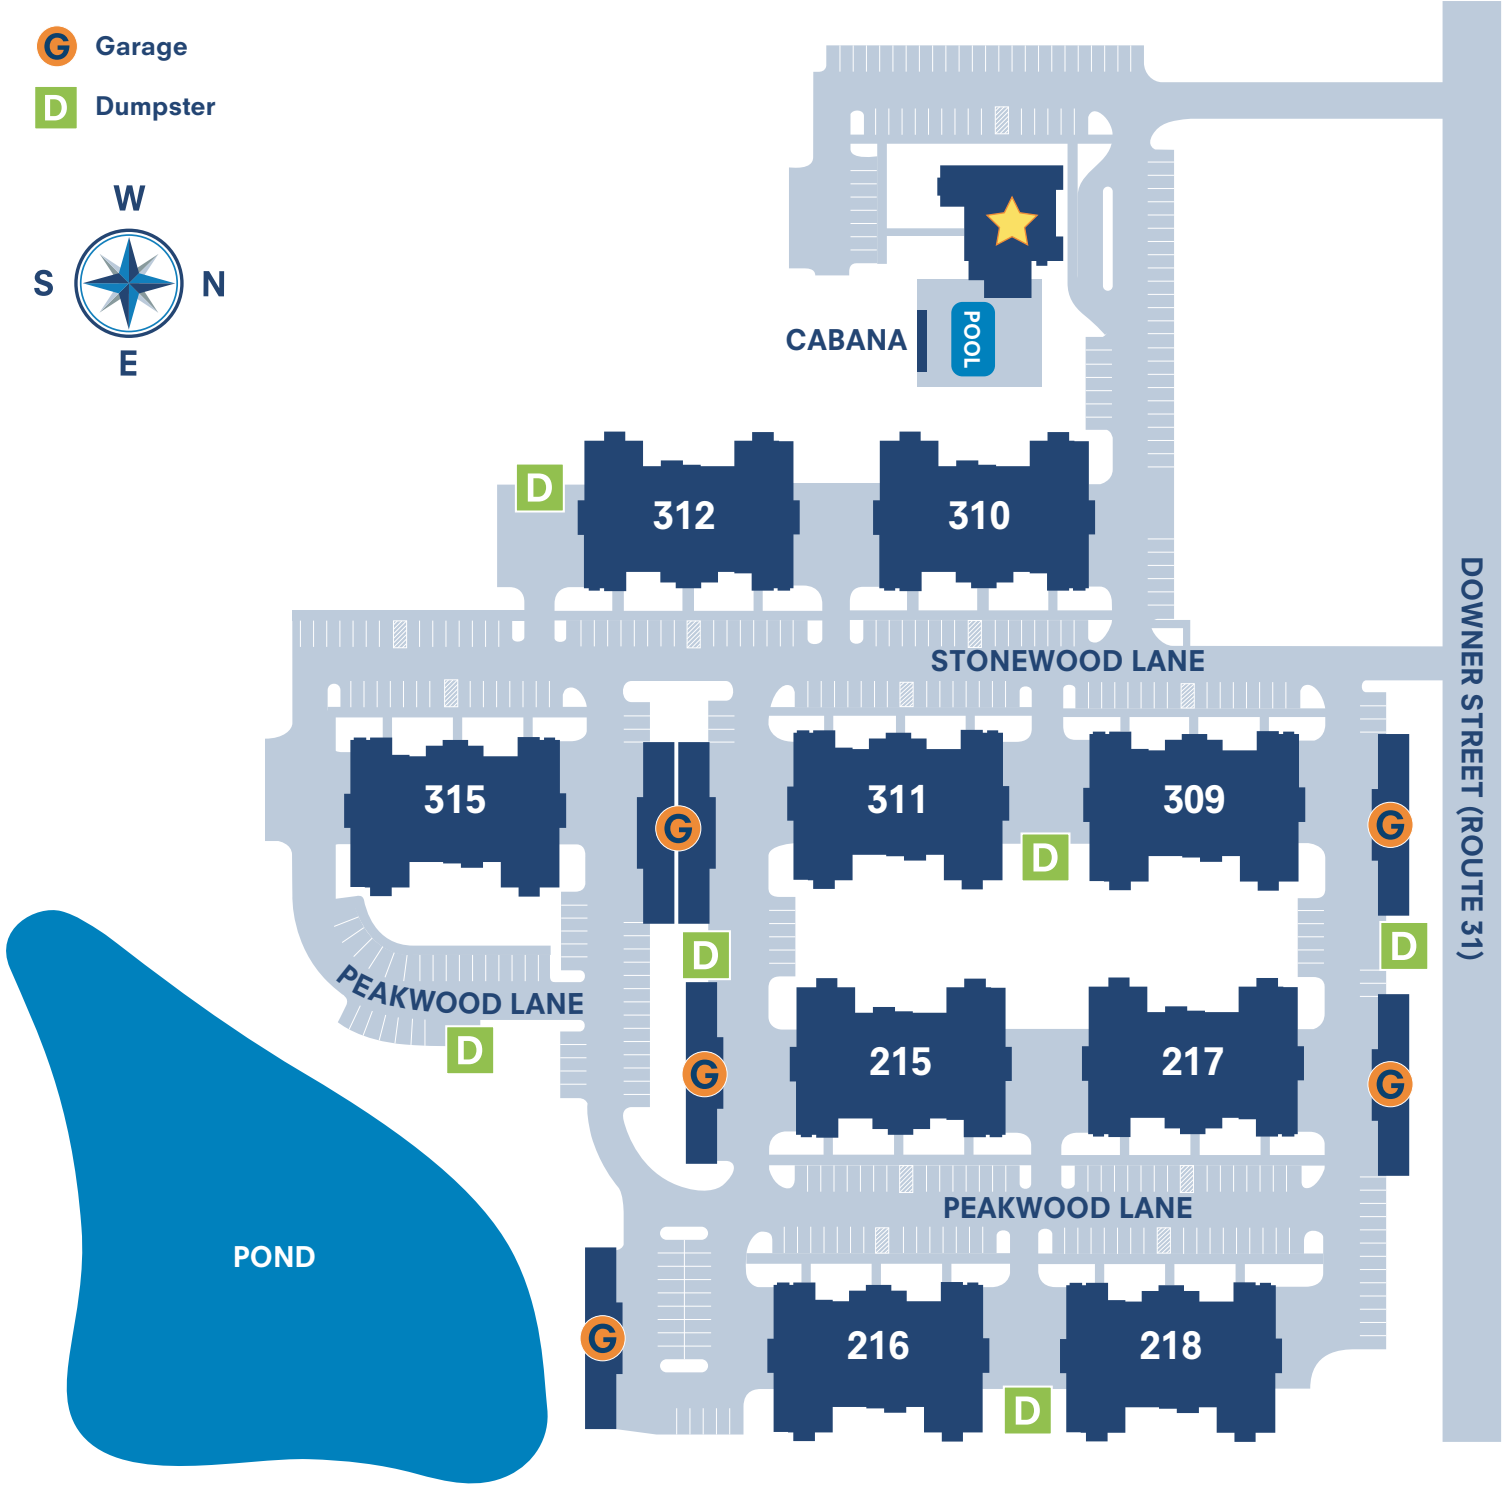 G Garage
D Dumpster
W
S N
E
CABANA
POOL
D
312
310
STONEWOOD LANE
DOWNER STREET (ROUTE 31)
315
G
311
309
G
D
D
D
PEAKWOOD LANE
D
G
215
217
G
PEAKWOOD LANE
POND
G
216
218
D